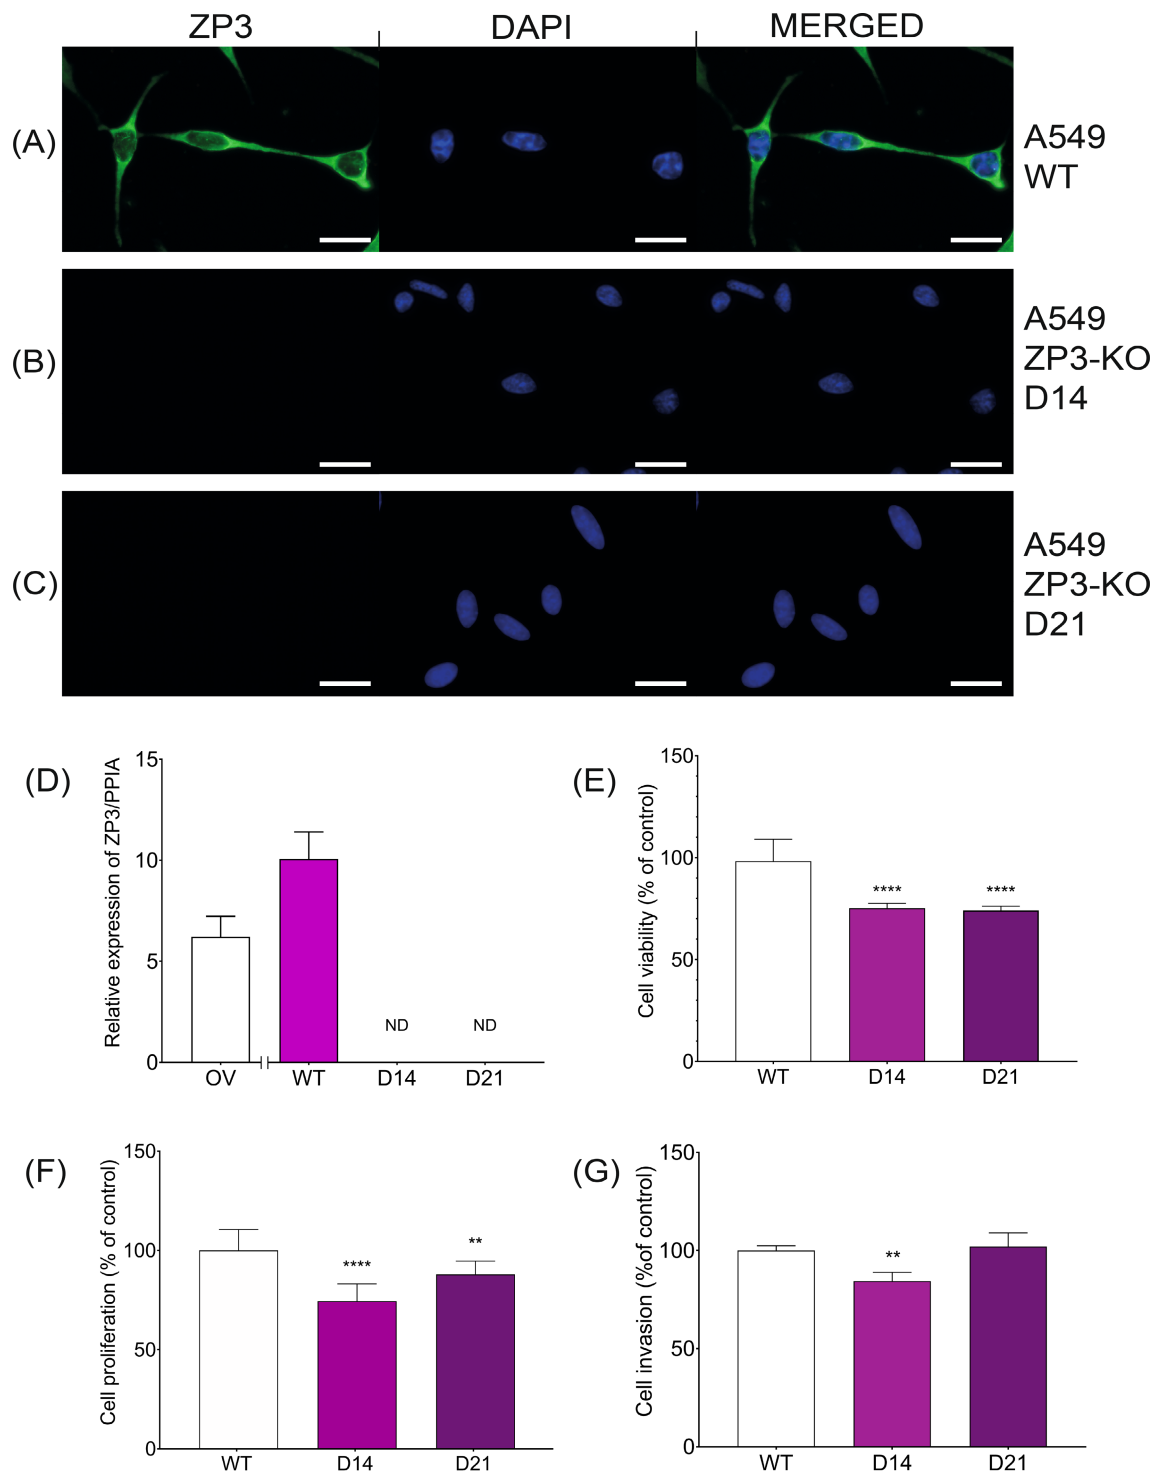 ZP3 DAPI MERGED
(A)
A549
WT
(B)
A549
ZP3-KO
D14
(C)
A549
ZP3-KO
D21
(D)
Relative expression of ZP3/PPIA
15
10
5
0
ND ND
OV WT D14 D21
(E)
Cell viability (% of control)
150
100
50
0
**** ****
WT D14 D21
(F)
Cell proliferation (% of control)
150
100
50
0
**** **
WT D14 D21
(G)
Cell invasion (%of control)
150
100
50
0
**
WT D14 D21